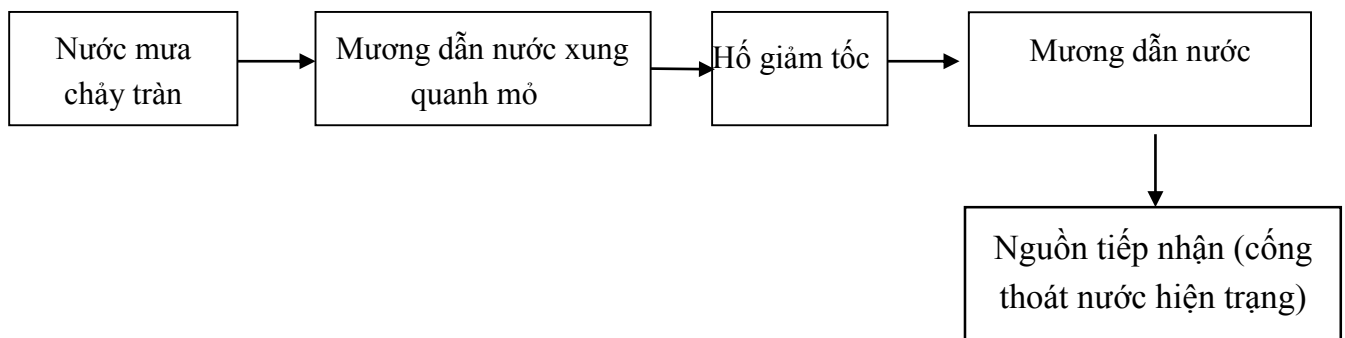 Nước mưa
chảy tràn
Mương dẫn nước xung
quanh mỏ
Hố giảm tốc
Mương dẫn nước
Nguồn tiếp nhận (cống
thoát nước hiện trạng)